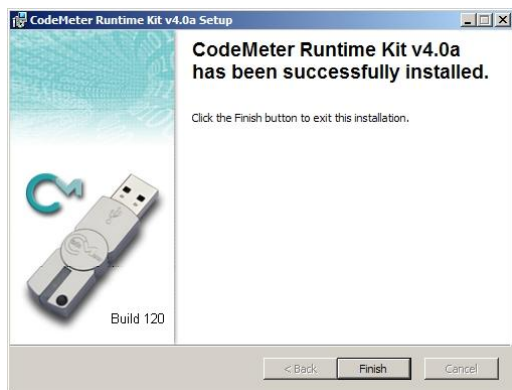 CodeMeter Runtime Kit v4.0a Setup
CodeMeter Runtime Kit v4.0a
has been successfully installed.
Click the Finish button to exit this installation.
Build 120
< Back
Finish
Cancel